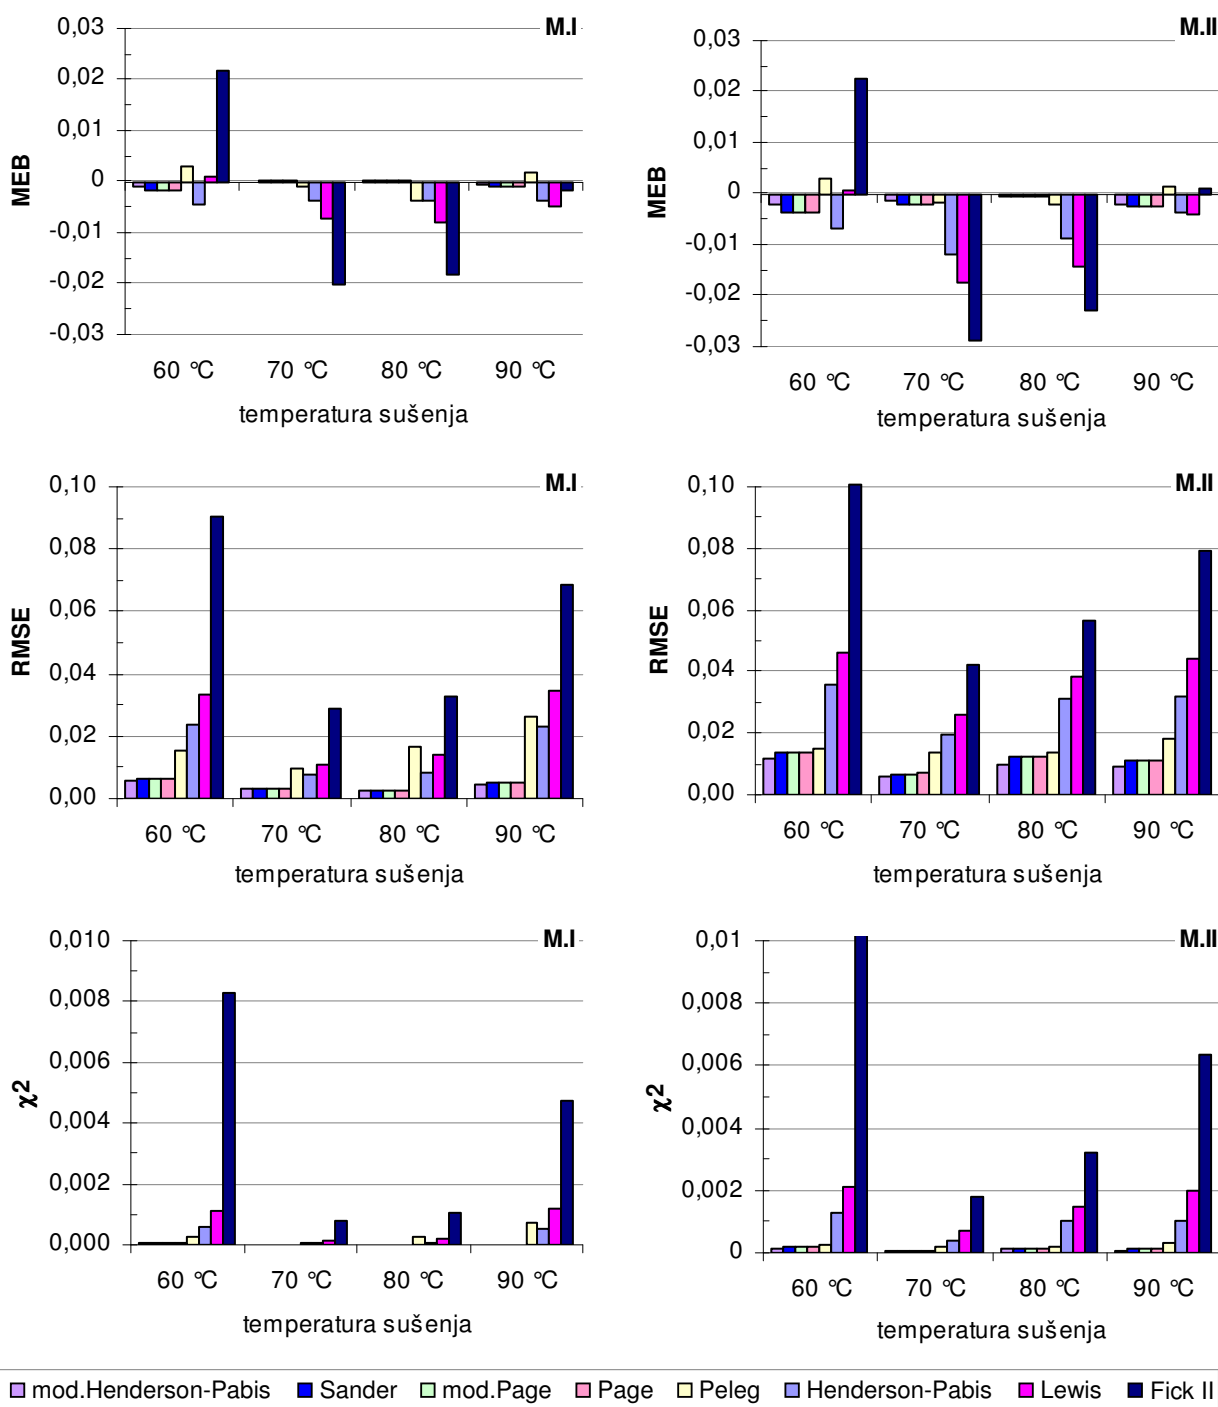 M.I
MEB
0,03
0,02
0,01
0
-0,01
-0,02
-0,03
60 °C 70 °C 80 °C 90 °C
temperatura sušenja
M.II
MEB
0,03
0,02
0,01
0
-0,01
-0,02
-0,03
60 °C 70 °C 80 °C 90 °C
temperatura sušenja
M.I
RMSE
0,10
0,08
0,06
0,04
0,02
0,00
60 °C 70 °C 80 °C 90 °C
temperatura sušenja
M.II
RMSE
0,10
0,08
0,06
0,04
0,02
0,00
60 °C 70 °C 80 °C 90 °C
temperatura sušenja
M.I
χ2
0,010
0,008
0,006
0,004
0,002
0,000
60 °C 70 °C 80 °C 90 °C
temperatura sušenja
M.II
χ2
0,01
0,008
0,006
0,004
0,002
0
60 °C 70 °C 80 °C 90 °C
temperatura sušenja
mod.Henderson-Pabis Sander mod.Page Page Peleg Henderson-Pabis Lewis Fick II